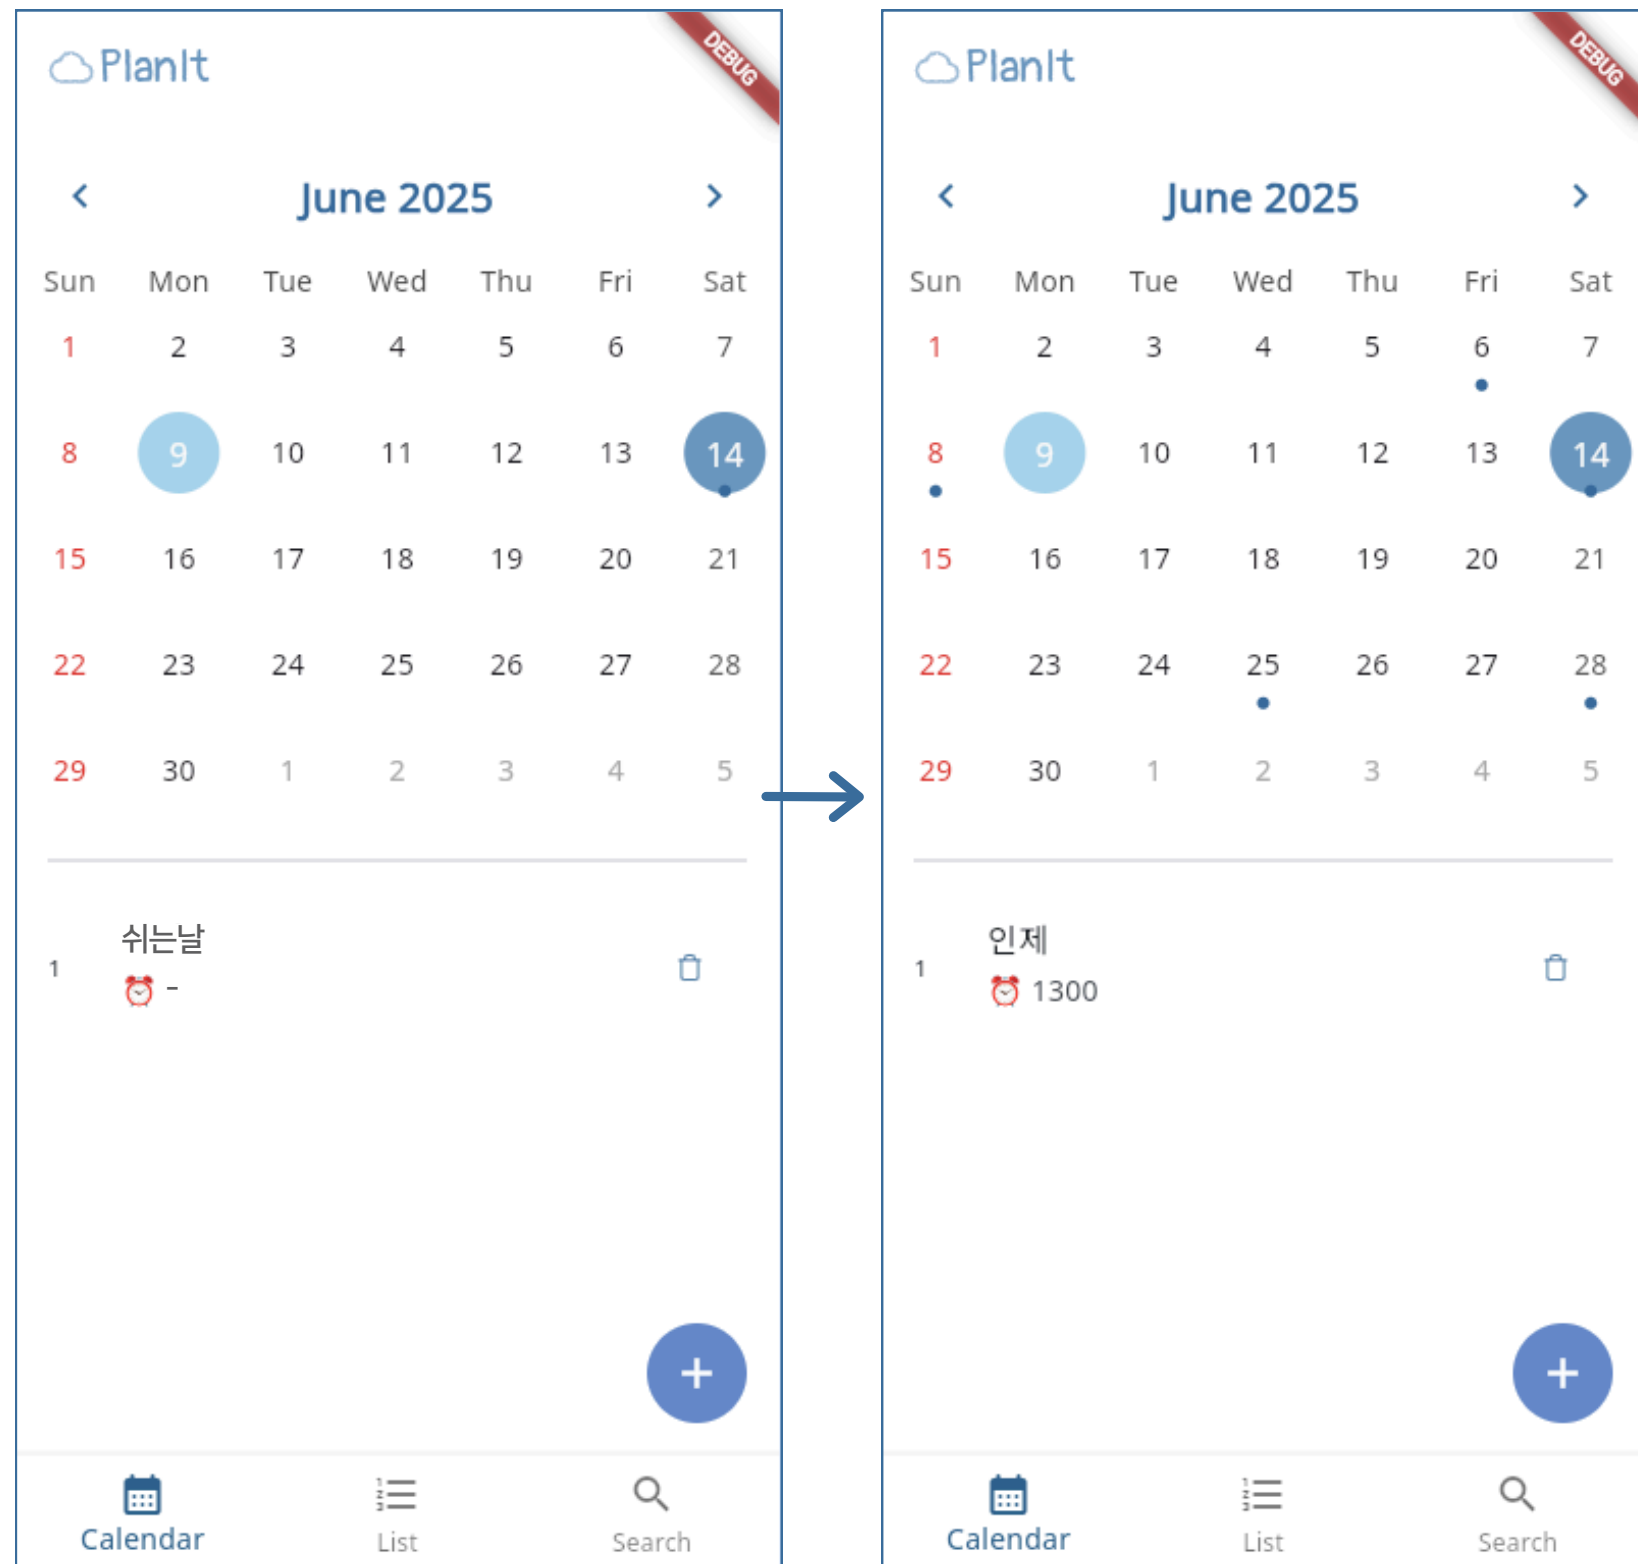 PlanIt
DEBUG
June 2025
Sun Mon Tue Wed Thu Fri Sat
1 2 3 4 5 6 7
8 9 10 11 12 13 14
15 16 17 18 19 20 21
22 23 24 25 26 27 28
29 30 1 2 3 4 5
쉬는날
1
⏰ -
+
Calendar List Search
PlanIt
DEBUG
June 2025
Sun Mon Tue Wed Thu Fri Sat
1 2 3 4 5 6 7
8 9 10 11 12 13 14
15 16 17 18 19 20 21
22 23 24 25 26 27 28
29 30 1 2 3 4 5
인제
1
⏰ 1300
+
Calendar List Search